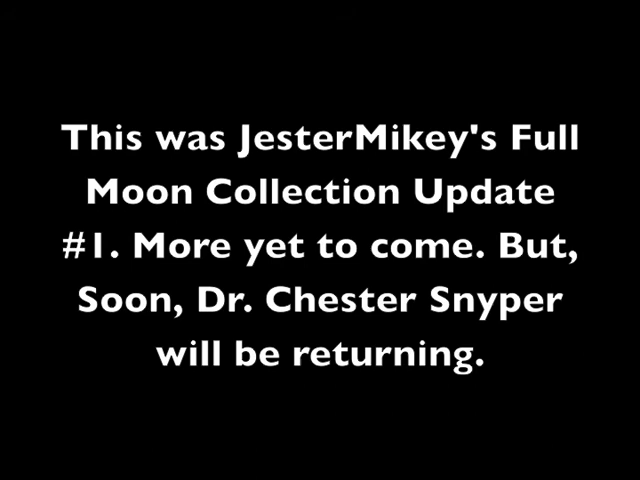 This was JesterMikey's Full
Moon Collection Update
#1. More yet to come. But,
Soon, Dr. Chester Snyper
will be returning.